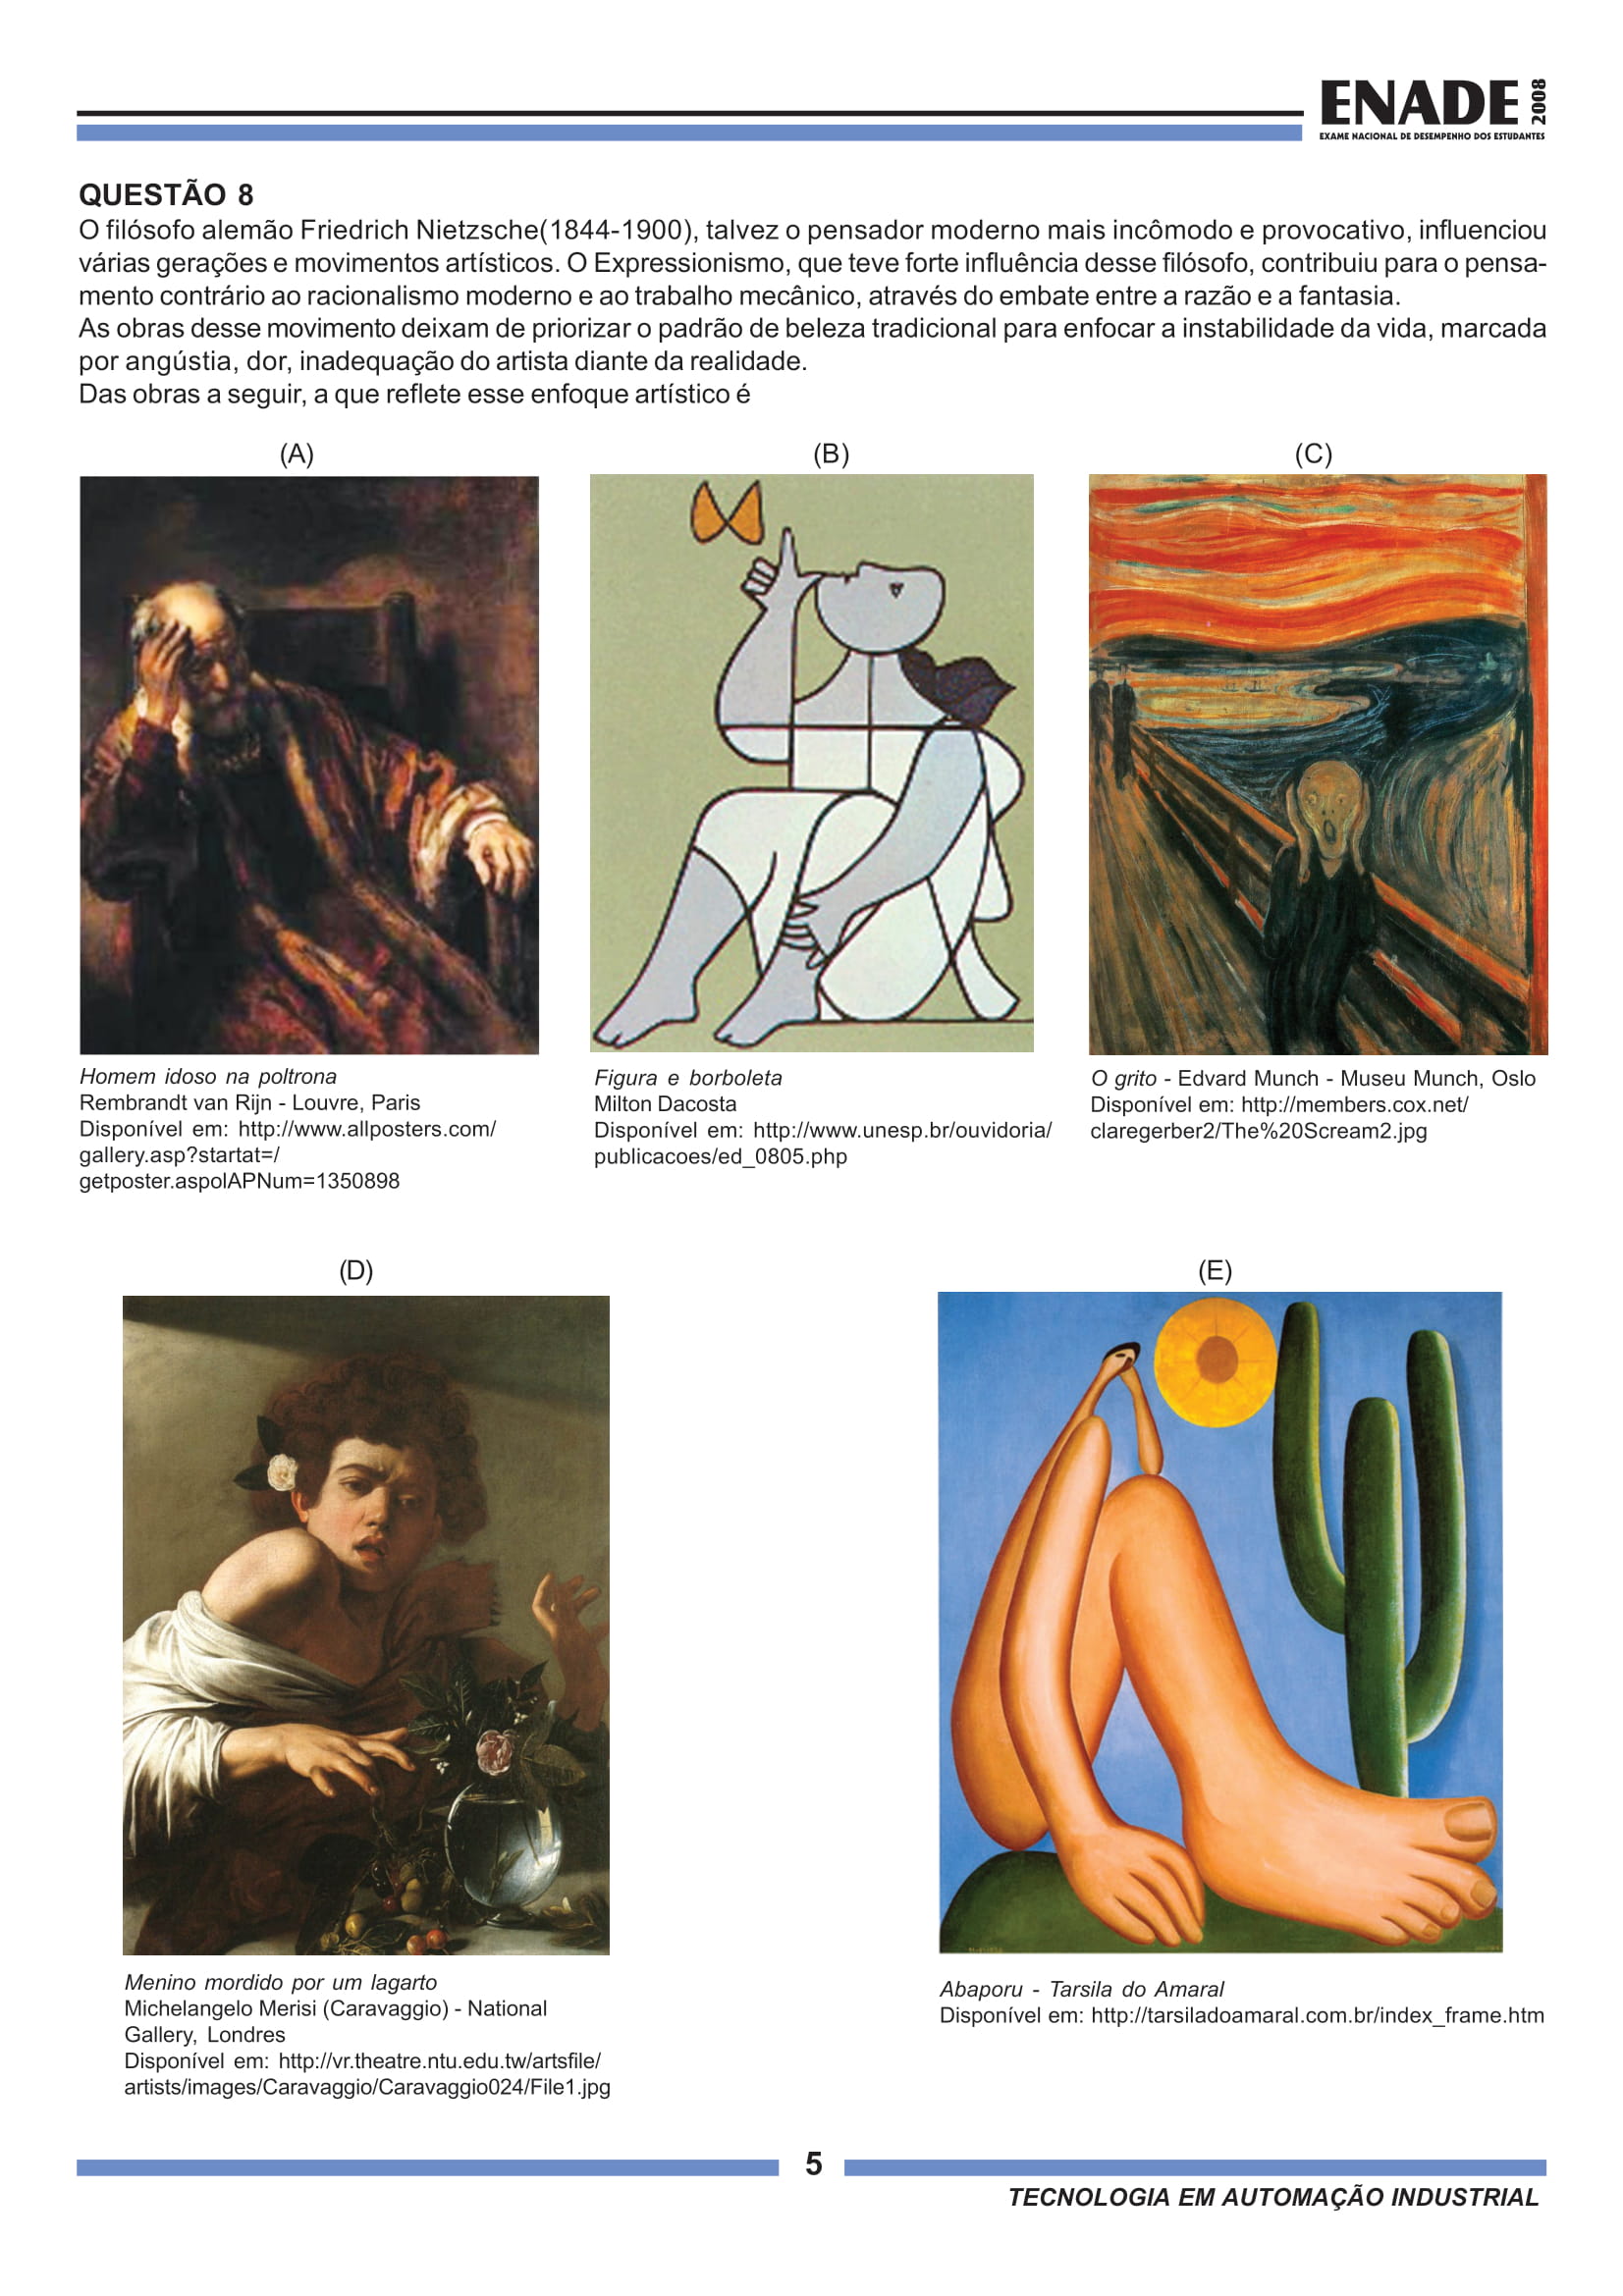 ENADE 2008
EXAME NACIONAL DE DESEMPENHO DOS ESTUDANTES
QUESTÃO 8
O filósofo alemão Friedrich Nietzsche(1844-1900), talvez o pensador moderno mais incômodo e provocativo, influenciou
várias gerações e movimentos artísticos. O Expressionismo, que teve forte influência desse filósofo, contribuiu para o pensa-
mento contrário ao racionalismo moderno e ao trabalho mecânico, através do embate entre a razão e a fantasia.
As obras desse movimento deixam de priorizar o padrão de beleza tradicional para enfocar a instabilidade da vida, marcada
por angústia, dor, inadequação do artista diante da realidade.
Das obras a seguir, a que reflete esse enfoque artístico é
(A)
Homem idoso na poltrona
Rembrandt van Rijn - Louvre, Paris
Disponível em: http://www.allposters.com/
gallery.asp?startat=/
getposter.aspolAPNum=1350898
(B)
Figura e borboleta
Milton Dacosta
Disponível em: http://www.unesp.br/ouvidoria/
publicacoes/ed_0805.php
(C)
O grito - Edvard Munch - Museu Munch, Oslo
Disponível em: http://members.cox.net/
claregerber2/The%20Scream2.jpg
(D)
Menino mordido por um lagarto
Michelangelo Merisi (Caravaggio) - National
Gallery, Londres
Disponível em: http://vr.theatre.ntu.edu.tw/artsfile/
artists/images/Caravaggio/Caravaggio024/File1.jpg
(E)
Abaporu - Tarsila do Amaral
Disponível em: http://tarsiladoamaral.com.br/index_frame.htm
5
TECNOLOGIA EM AUTOMAÇÃO INDUSTRIAL